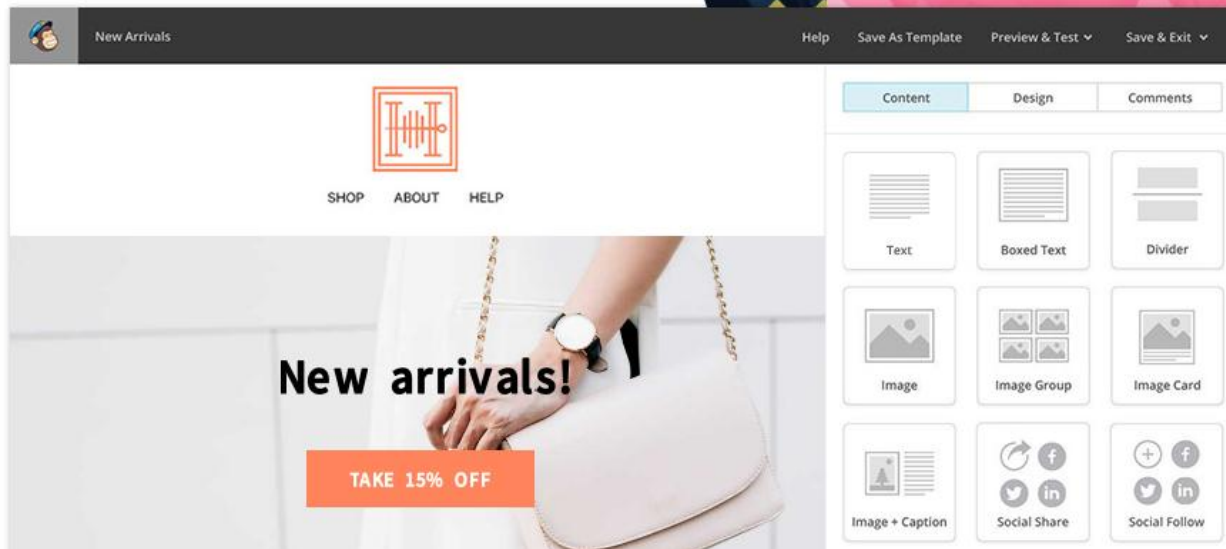 New Arrivals
Help Save As Template Preview & Test Save & Exit
Content Design Comments
SHOP ABOUT HELP
Text Boxed Text Divider
New arrivals!
Image Image Group Image Card
TAKE 15% OFF
Image + Caption Social Share Social Follow